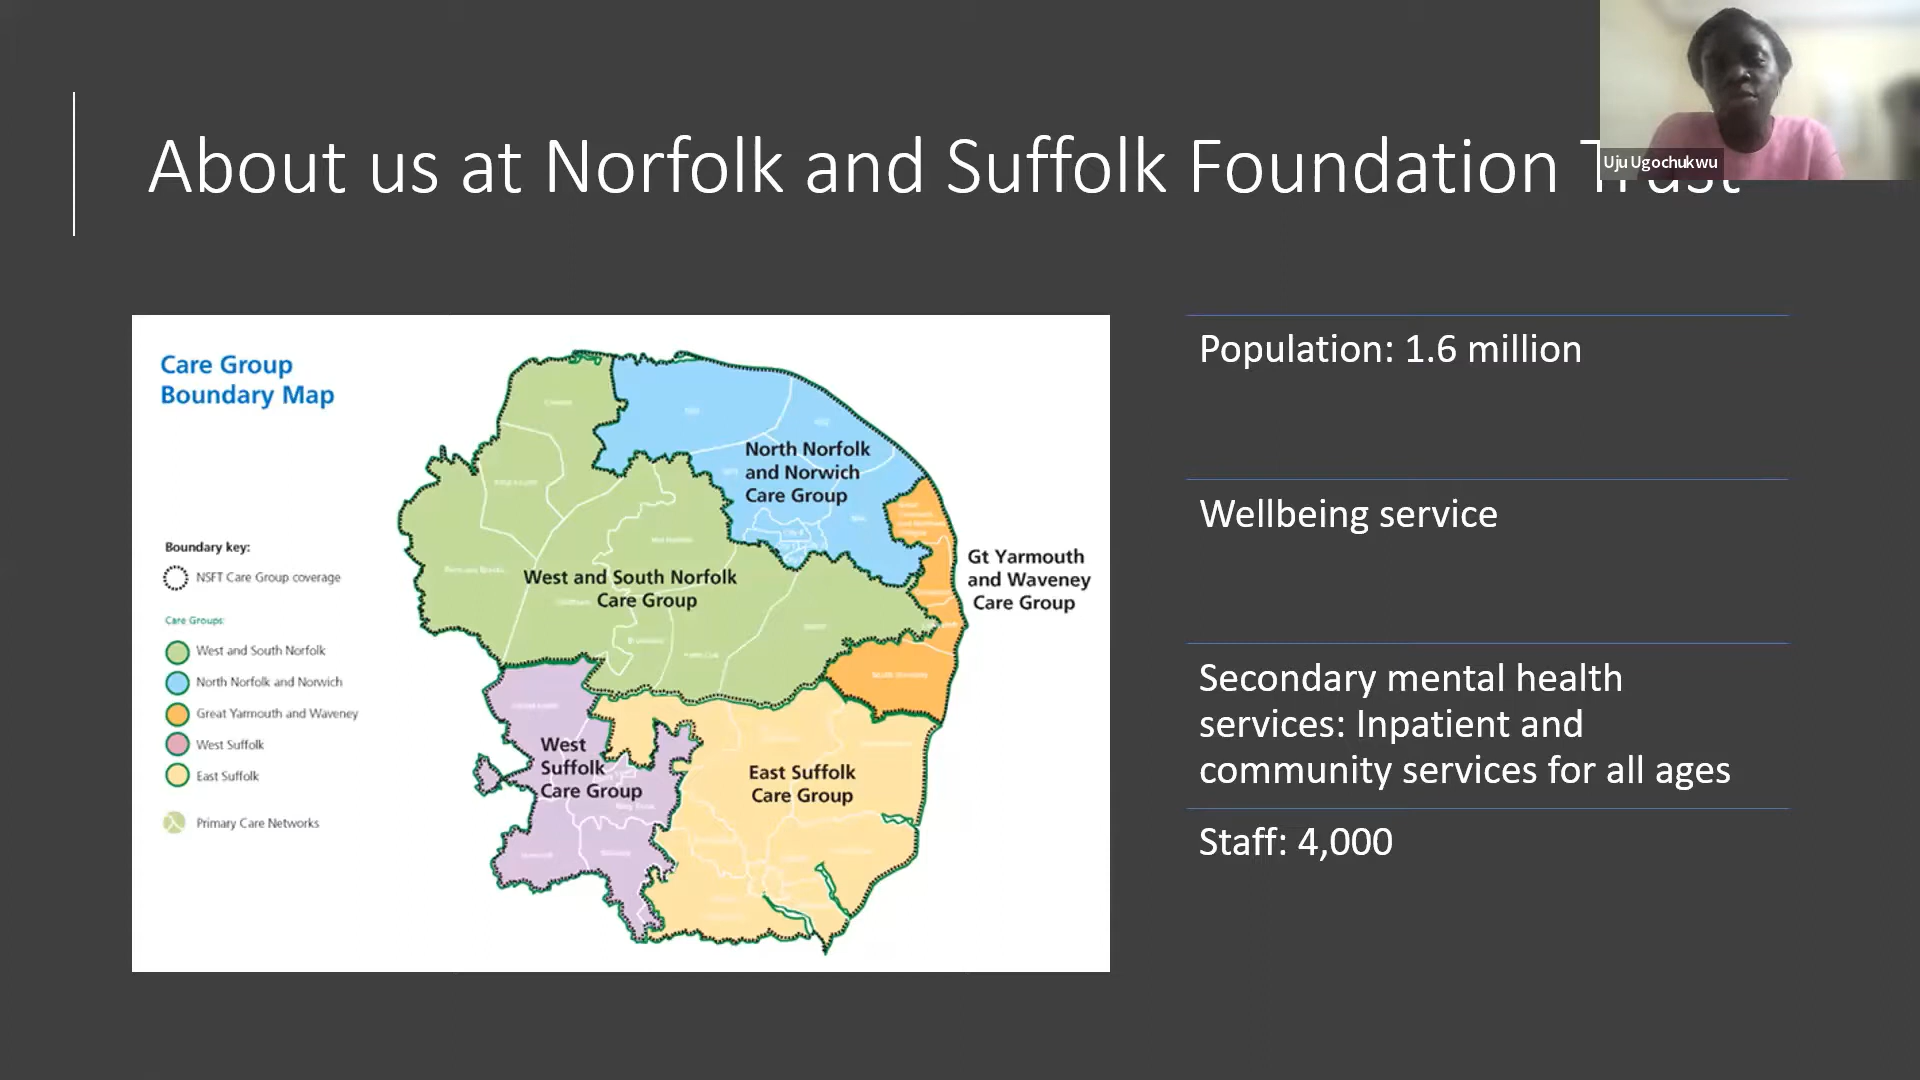 About us at Norfolk and Suffolk Foundation Trust
Uju Ugochukwu
Care Group
Boundary Map
Boundary key:
NSFT Care Group coverage
Care Groups:
West and South Norfolk
North Norfolk and Norwich
Great Yarmouth and Waveney
West Suffolk
East Suffolk
Primary Care Networks
North Norfolk
and Norwich
Care Group
Gt Yarmouth
and Waveney
Care Group
West and South Norfolk
Care Group
West
Suffolk
Care Group
East Suffolk
Care Group
Population: 1.6 million
Wellbeing service
Secondary mental health
services: Inpatient and
community services for all ages
Staff: 4,000